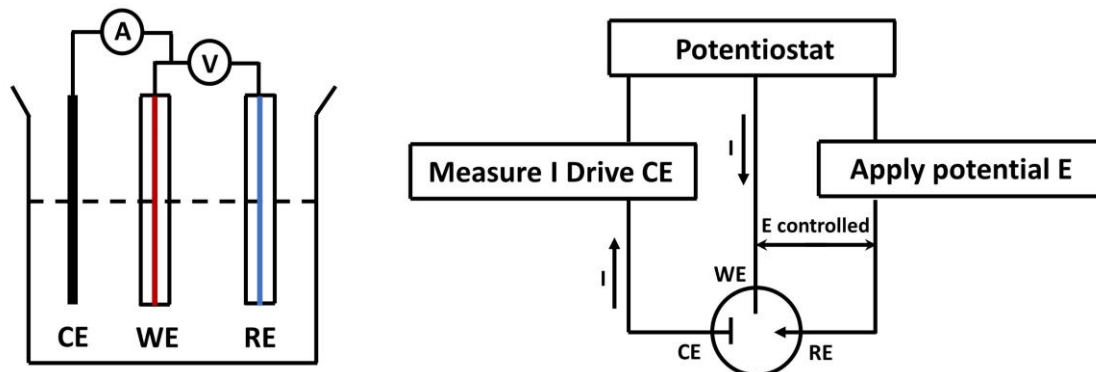 A
V
CE WE RE
Potentiostat
Measure I Drive CE
I
Apply potential E
E controlled
I
WE
CE
RE